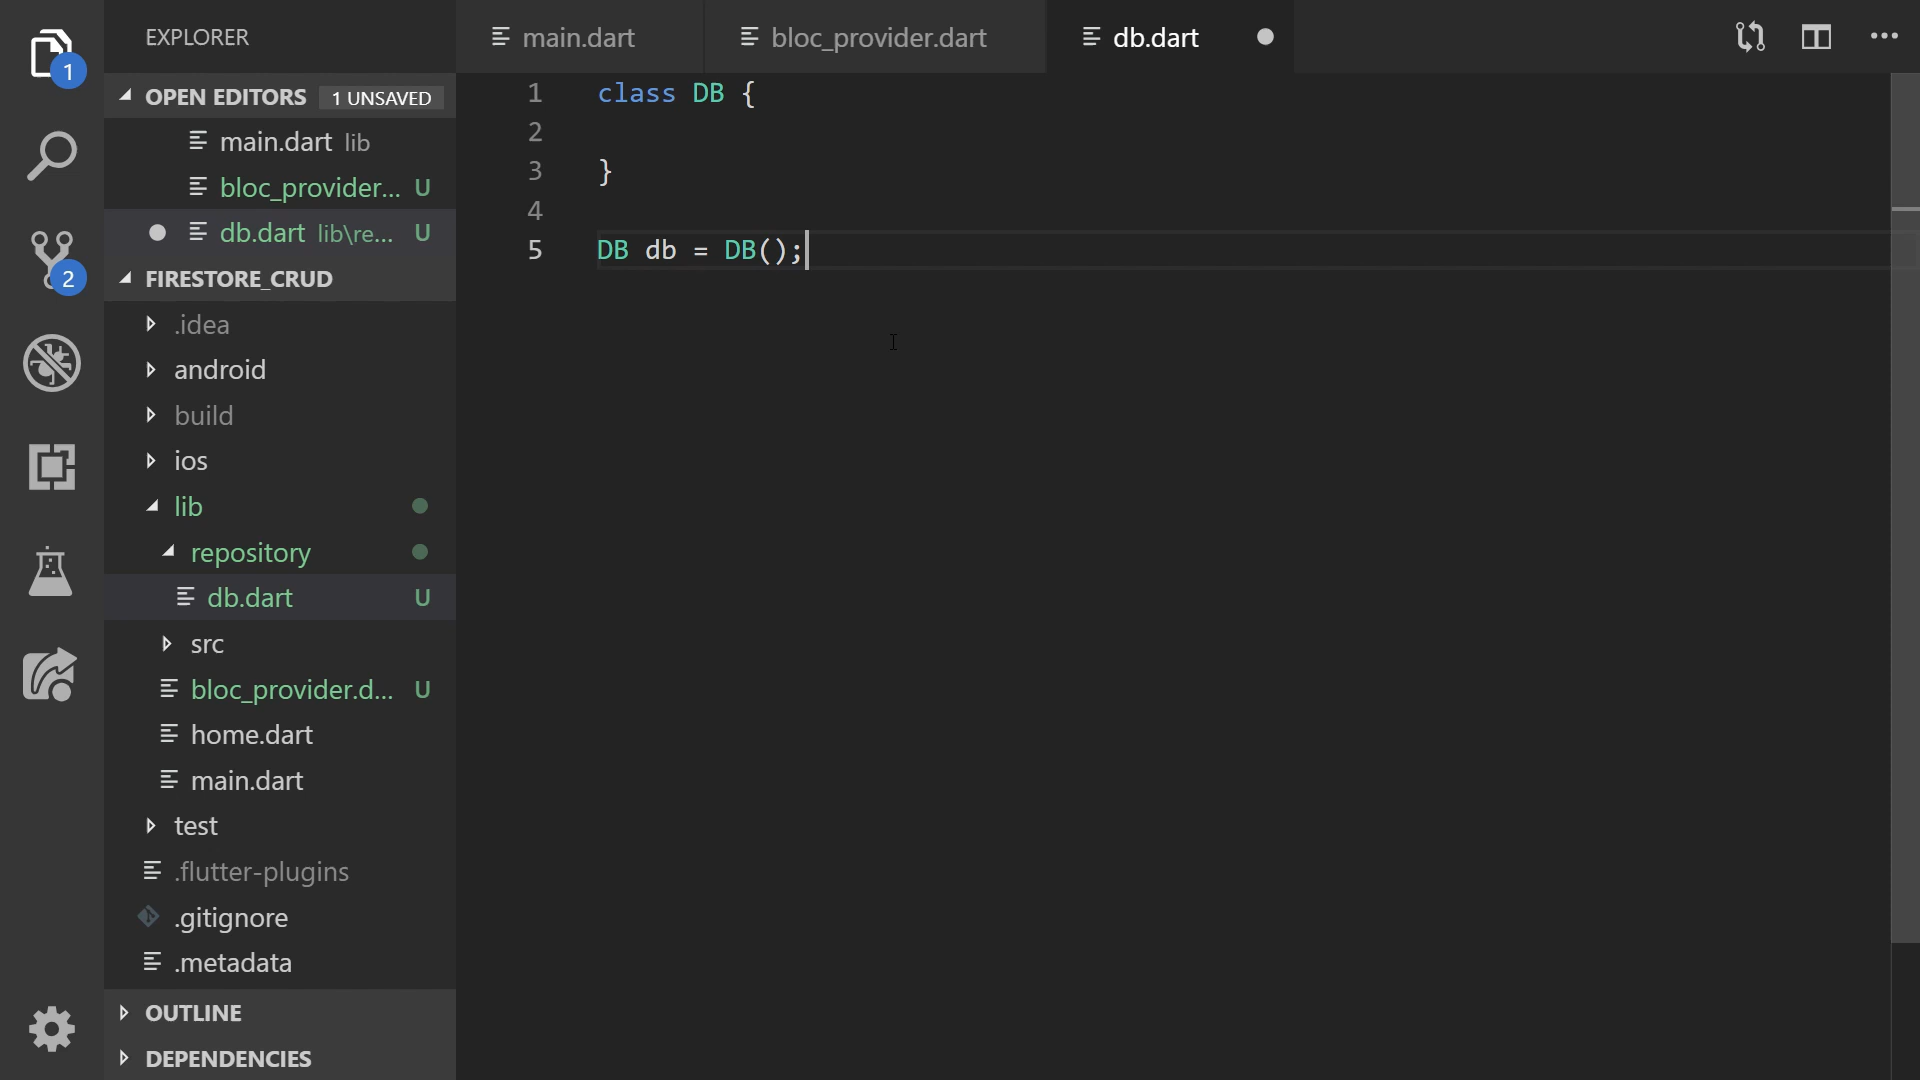 1
2
EXPLORER
OPEN EDITORS 1 UNSAVED
main.dart lib
bloc_provider... U
db.dart lib\re... U
FIRESTORE_CRUD
.idea
android
build
ios
lib
repository
db.dart U
src
bloc_provider.d... U
home.dart
main.dart
test
.flutter-plugins
.gitignore
.metadata
OUTLINE
DEPENDENCIES
main.dart bloc_provider.dart db.dart
1 class DB {
2
3 }
4
5 DB db = DB();